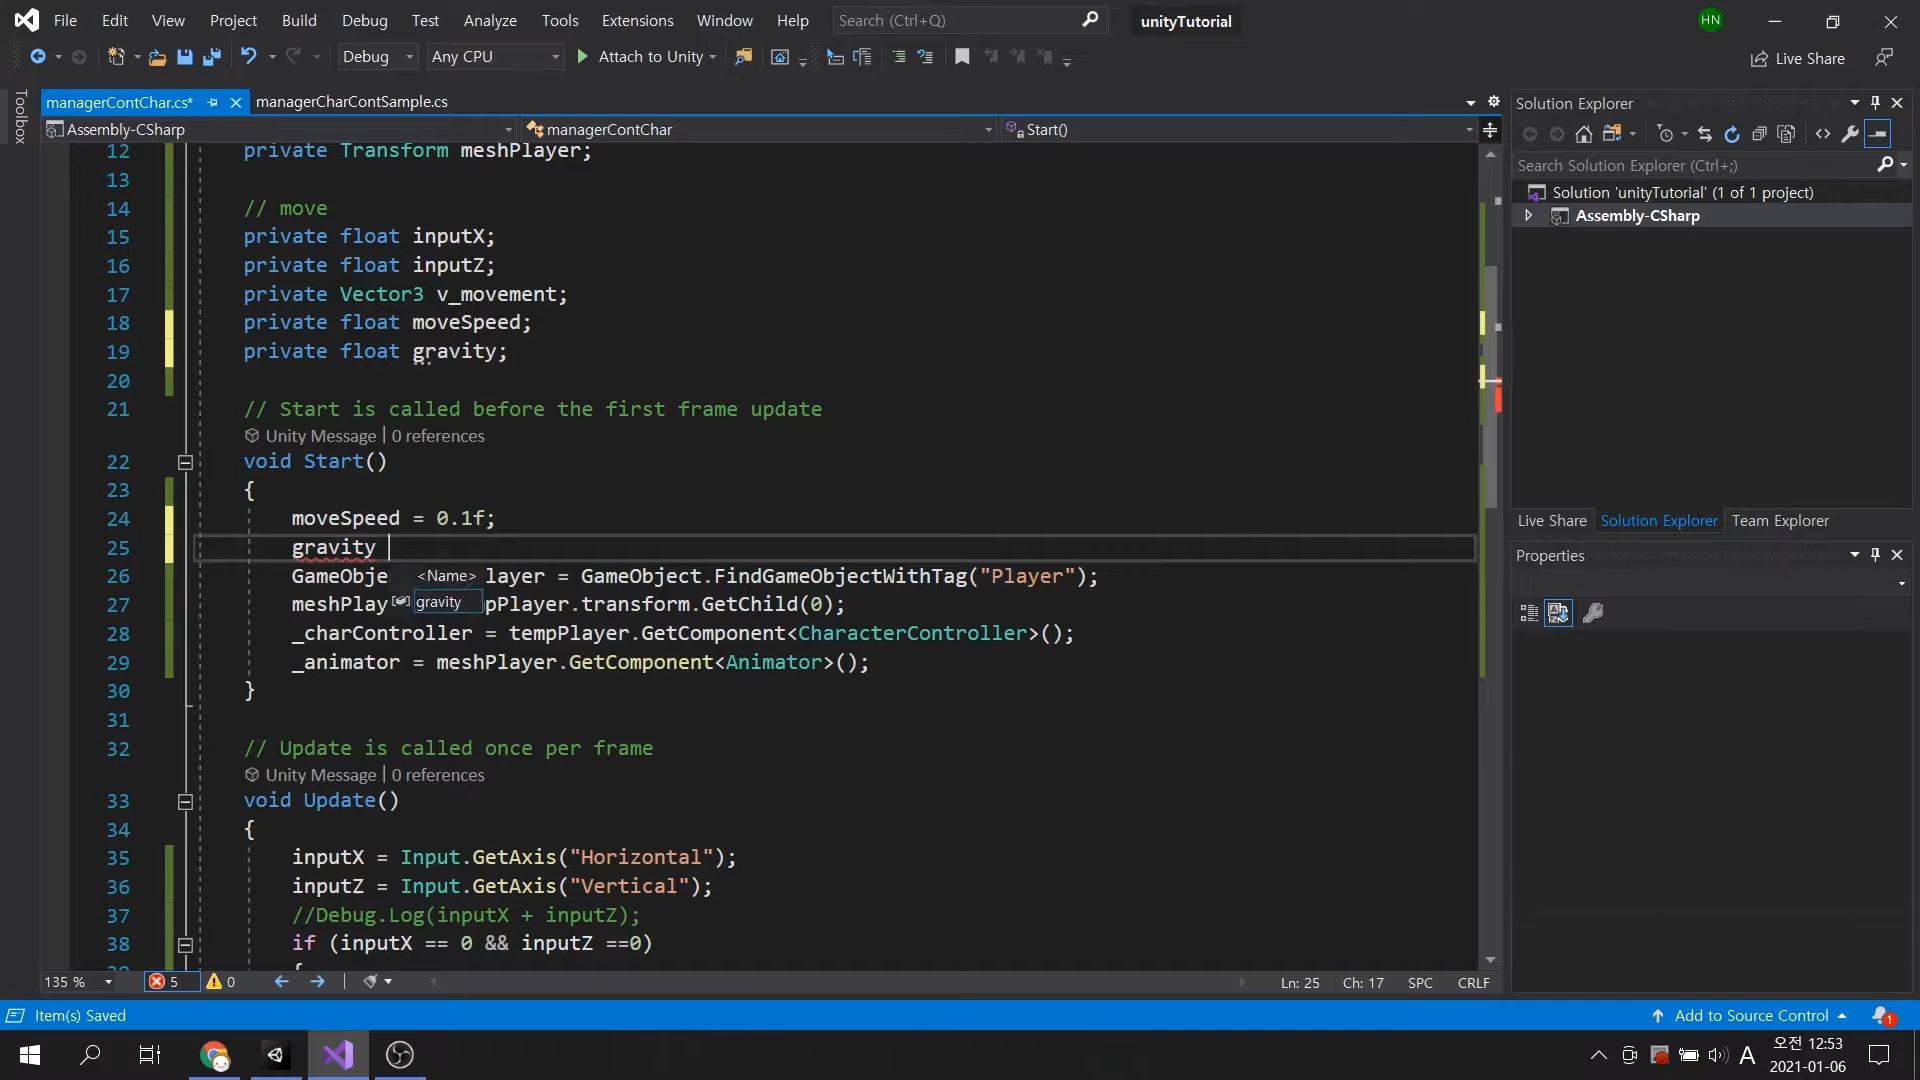 File Edit View Project Build Debug Test Analyze Tools Extensions Window Help Search (Ctrl+Q) unityTutorial HN
Debug Any CPU Attach to Unity Live Share
Toolbox
managerContChar.cs* managerCharContSample.cs
Assembly-CSharp managerContChar Start()
12 private Transform meshPlayer;
13
14 // move
15 private float inputX;
16 private float inputZ;
17 private Vector3 v_movement;
18 private float moveSpeed;
19 private float gravity;
20
21 // Start is called before the first frame update
Unity Message | 0 references
22 void Start()
23 {
24 moveSpeed = 0.1f;
25 gravity
26 GameObje <Name> layer = GameObject.FindGameObjectWithTag("Player");
27 meshPlay gravity pPlayer.transform.GetChild(0);
28 _charController = tempPlayer.GetComponent<CharacterController>();
29 _animator = meshPlayer.GetComponent<Animator>();
30 }
31
32 // Update is called once per frame
Unity Message | 0 references
33 void Update()
34 {
35 inputX = Input.GetAxis("Horizontal");
36 inputZ = Input.GetAxis("Vertical");
37 //Debug.Log(inputX + inputZ);
38 if (inputX == 0 && inputZ ==0)
39 {
135 % 5 0 Ln: 25 Ch: 17 SPC CRLF
Solution Explorer
Search Solution Explorer (Ctrl+;)
Solution 'unityTutorial' (1 of 1 project)
Assembly-CSharp
Live Share Solution Explorer Team Explorer
Properties
Item(s) Saved Add to Source Control 1
A 오전 12:53
2021-01-06